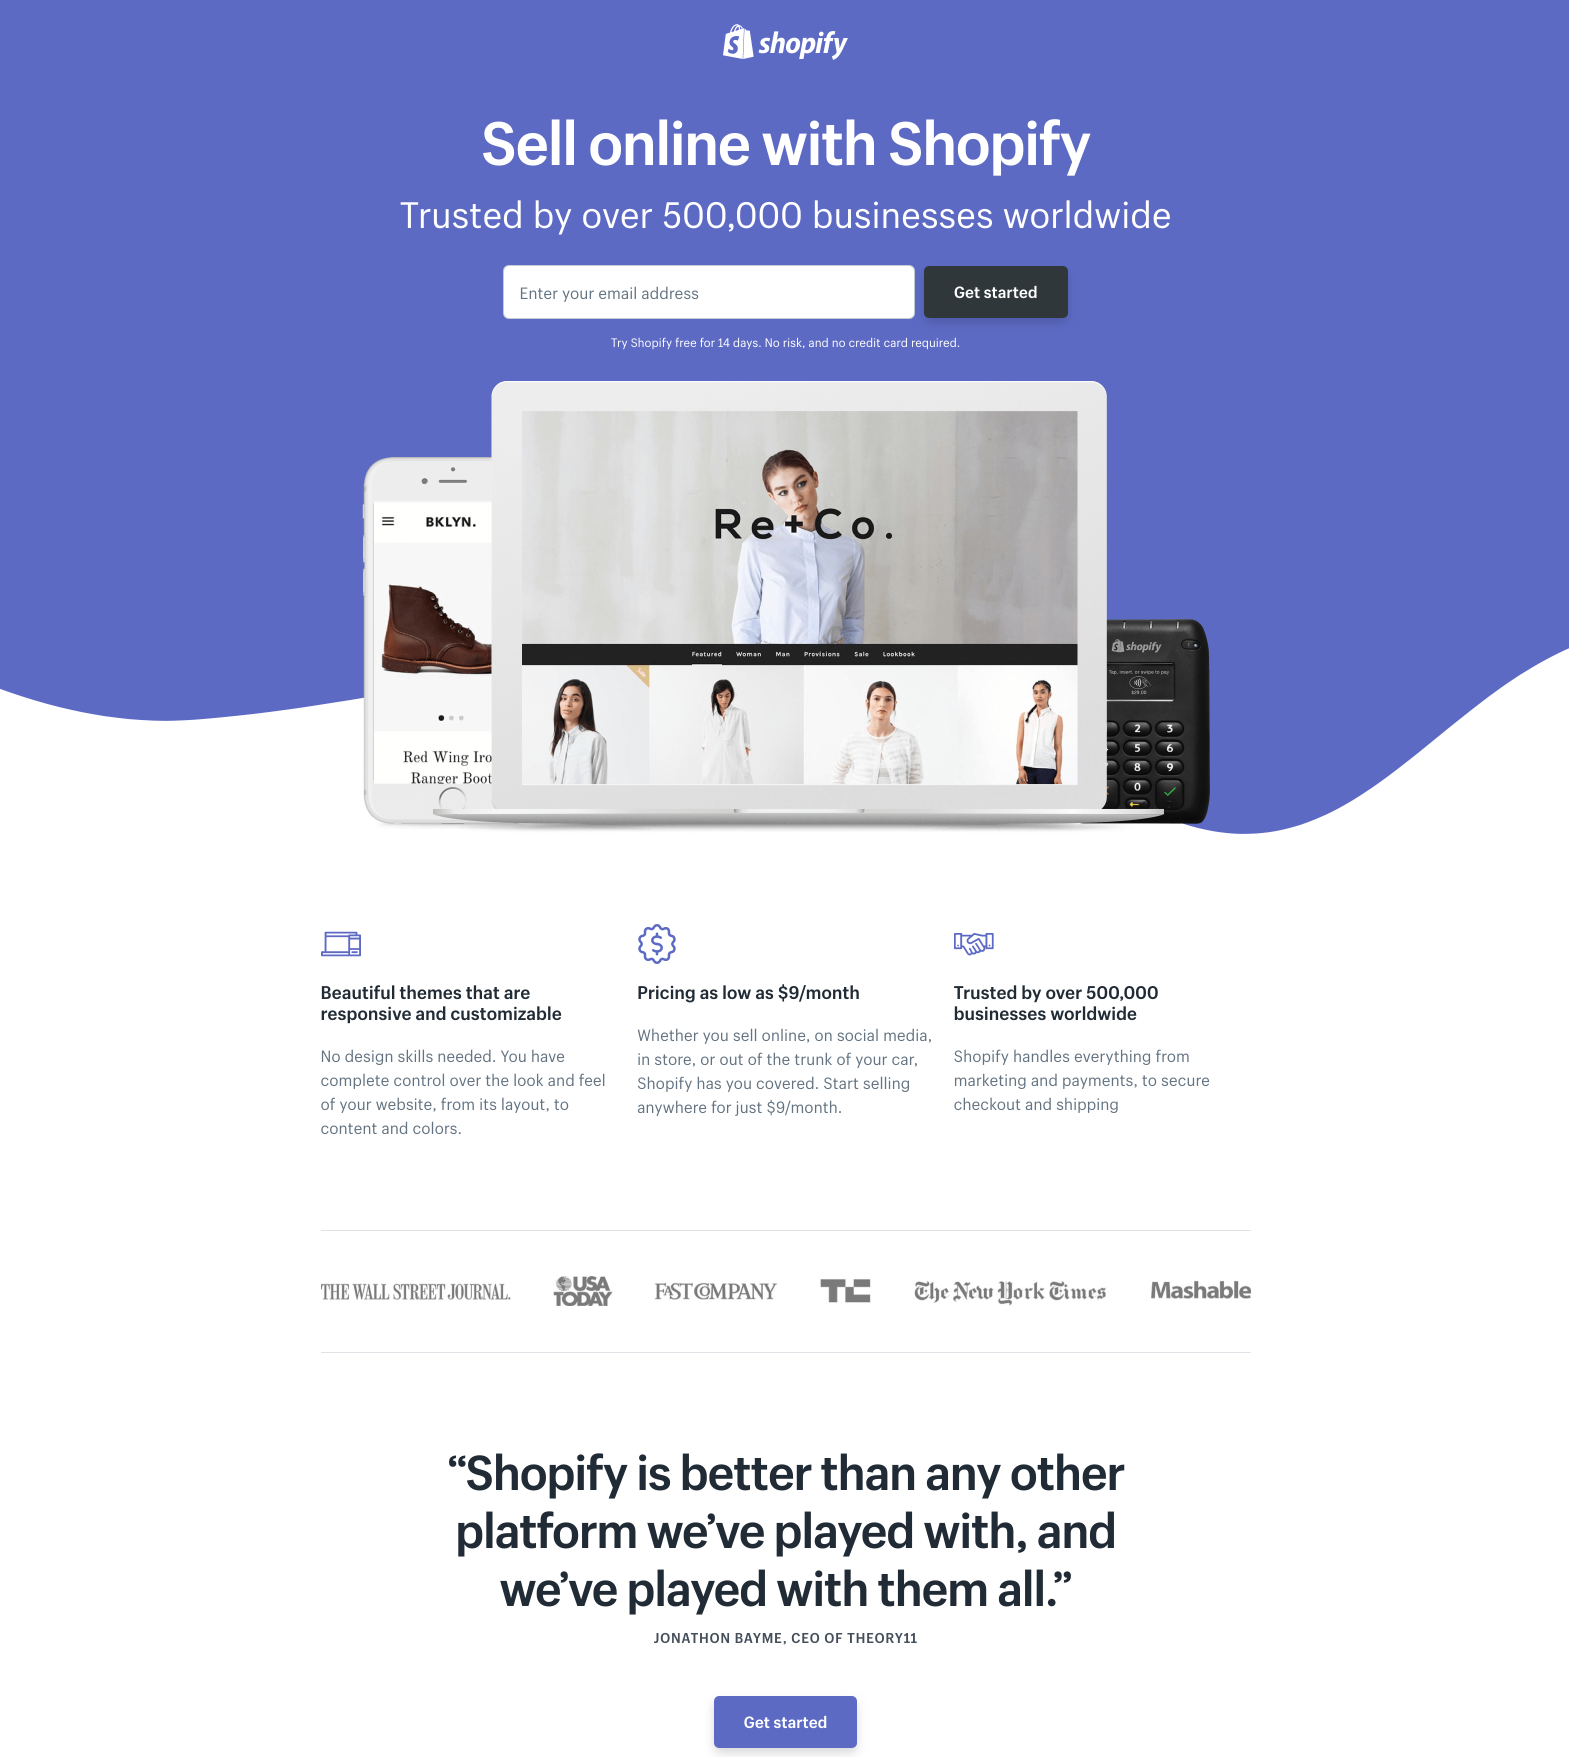 shopify
Sell online with Shopify
Trusted by over 500,000 businesses worldwide
Enter your email address
Get started
Try Shopify free for 14 days. No risk, and no credit card required.
BKLYN.
Red Wing Iro
Ranger Boot
Re+Co.
Featured Woman Man Provisions Sale Lookbook
shopify
Tap, insert, or swipe to pay
2 3
5 6
8 9
0
Beautiful themes that are
responsive and customizable
No design skills needed. You have
complete control over the look and feel
of your website, from its layout, to
content and colors.
Pricing as low as $9/month
Whether you sell online, on social media,
in store, or out of the trunk of your car,
Shopify has you covered. Start selling
anywhere for just $9/month.
Trusted by over 500,000
businesses worldwide
Shopify handles everything from
marketing and payments, to secure
checkout and shipping
THE WALL STREET JOURNAL.
USA
TODAY
FAST COMPANY
TC
The New York Times
Mashable
“Shopify is better than any other
platform we’ve played with, and
we’ve played with them all.”
JONATHON BAYME, CEO OF THEORY11
Get started